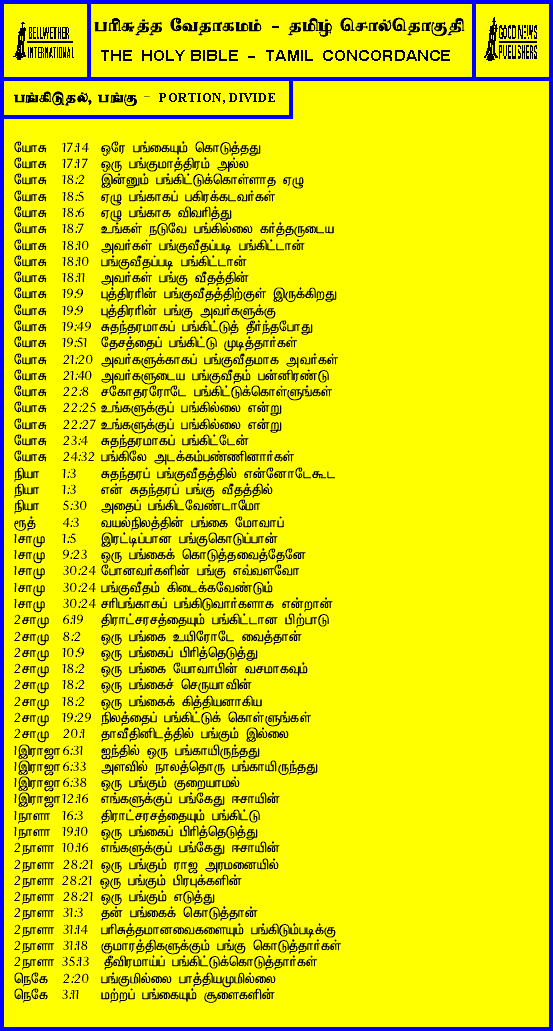 BELLWETHER
INTERNATIONAL
பரிசுத்த வேதாகமம் - தமிழ் சொல்தொகுதி
THE HOLY BIBLE - TAMIL CONCORDANCE
GOOD NEWS
PUBLISHERS
பங்கிடுதல், பங்கு - PORTION, DIVIDE
யோசு 17:14 ஒரே பங்கையும் கொடுத்தது
யோசு 17:17 ஒரு பங்குமாத்திரம் அல்ல
யோசு 18:2 இன்னும் பங்கிட்டுக்கொள்ளாத ஏழு
யோசு 18:5 ஏழு பங்காகப் பகிரக்கடவர்கள்
யோசு 18:6 ஏழு பங்காக விவரித்து
யோசு 18:7 உங்கள் நடுவே பங்கில்லை கர்த்தருடைய
யோசு 18:10 அவர்கள் பங்குவீதப்படி பங்கிட்டான்
யோசு 18:10 பங்குவீதப்படி பங்கிட்டான்
யோசு 18:11 அவர்கள் பங்கு வீதத்தின்
யோசு 19:9 புத்திரரின் பங்குவீதத்திற்குள் இருக்கிறது
யோசு 19:9 புத்திரரின் பங்கு அவர்களுக்கு
யோசு 19:49 சுதந்தரமாகப் பங்கிட்டுத் தீர்ந்தபோது
யோசு 19:51 தேசத்தைப் பங்கிட்டு முடித்தார்கள்
யோசு 21:20 அவர்களுக்காகப் பங்குவீதமாக அவர்கள்
யோசு 21:40 அவர்களுடைய பங்குவீதம் பன்னிரண்டு
யோசு 22:8 சகோதரரோடே பங்கிட்டுக்கொள்ளுங்கள்
யோசு 22:25 உங்களுக்குப் பங்கில்லை என்று
யோசு 22:27 உங்களுக்குப் பங்கில்லை என்று
யோசு 23:4 சுதந்தரமாகப் பங்கிட்டேன்
யோசு 24:32 பங்கிலே அடக்கம்பண்ணினார்கள்
நியா 1:3 சுதந்தரப் பங்குவீதத்தில் என்னோடேகூட
நியா 1:3 என் சுதந்தரப் பங்கு வீதத்தில்
நியா 5:30 அதைப் பங்கிடவேண்டாமோ
ரூத் 4:3 வயல்நிலத்தின் பங்கை மோவாப்
1சாமு 1:5 இரட்டிப்பான பங்குகொடுப்பான்
1சாமு 9:23 ஒரு பங்கைக் கொடுத்தவைத்தேனே
1சாமு 30:24 போனவர்களின் பங்கு எவ்வளவோ
1சாமு 30:24 பங்குவீதம் கிடைக்கவேண்டும்
1சாமு 30:24 சரிபங்காகப் பங்கிடுவார்களாக என்றான்
2சாமு 6:19 திராட்சரசத்தையும் பங்கிட்டான பிற்பாடு
2சாமு 8:2 ஒரு பங்கை உயிரோடே வைத்தான்
2சாமு 10:9 ஒரு பங்கைப் பிரித்தெடுத்து
2சாமு 18:2 ஒரு பங்கை யோவாபின் வசமாகவும்
2சாமு 18:2 ஒரு பங்கைச் செருயாவின்
2சாமு 18:2 ஒரு பங்கைக் கித்தியனாகிய
2சாமு 19:29 நிலத்தைப் பங்கிட்டுக் கொள்ளுங்கள்
2சாமு 20:1 தாவீதினிடத்தில் பங்கும் இல்லை
1இராஜா 6:31 ஐந்தில் ஒரு பங்காயிருந்தது
1இராஜா 6:33 அளவில் நாலத்தொரு பங்காயிருந்தது
1இராஜா 6:38 ஒரு பங்கும் குறையாமல்
1இராஜா 12:16 எங்களுக்குப் பங்கேது ஈசாயின்
1நாளா 16:3 திராட்சரசத்தையும் பங்கிட்டு
1நாளா 19:10 ஒரு பங்கைப் பிரித்தெடுத்து
2நாளா 10:16 எங்களுக்குப் பங்கேது ஈசாயின்
2நாளா 28:21 ஒரு பங்கும் ராஜ அரமனையில்
2நாளா 28:21 ஒரு பங்கும் பிரபுக்களின்
2நாளா 28:21 ஒரு பங்கும் எடுத்து
2நாளா 31:3 தன் பங்கைக் கொடுத்தான்
2நாளா 31:14 பரிசுத்தமானவைகளையும் பங்கிடும்படிக்கு
2நாளா 31:18 குமாரத்திகளுக்கும் பங்கு கொடுத்தார்கள்
2நாளா 35:13 தீவிரமாய்ப் பங்கிட்டுக்கொடுத்தார்கள்
நெகே 2:20 பங்குமில்லை பாத்தியமுமில்லை
நெகே 3:11 மற்றப் பங்கையும் சூளைகளின்